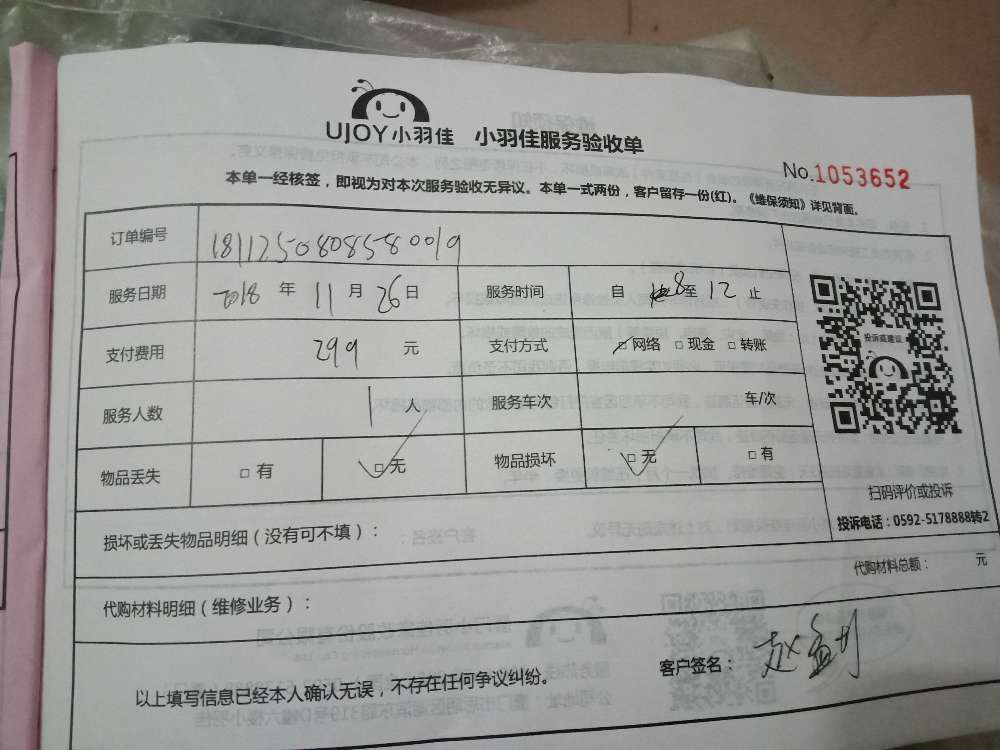 UJOY小羽佳 小羽佳服务验收单
No.1053652
本单一经核签，即视为对本次服务验收无异议。本单一式两份，客户留存一份(红)。《维保须知》详见背面。
订单编号 1811250808580019
服务日期 2018 年 11 月 26 日 服务时间 自 8 至 12 止
支付费用 299 元 支付方式 □网络 □现金 □转账
服务人数 1 人 服务车次 车/次
物品丢失 □有 □无 物品损坏 □无 □有
投诉或建议
扫码评价或投诉
投诉电话：0592-5178888转2
损坏或丢失物品明细（没有可不填）：
代购材料总额： 元
代购材料明细（维修业务）：
客户签名：
以上填写信息已经本人确认无误，不存在任何争议纠纷。